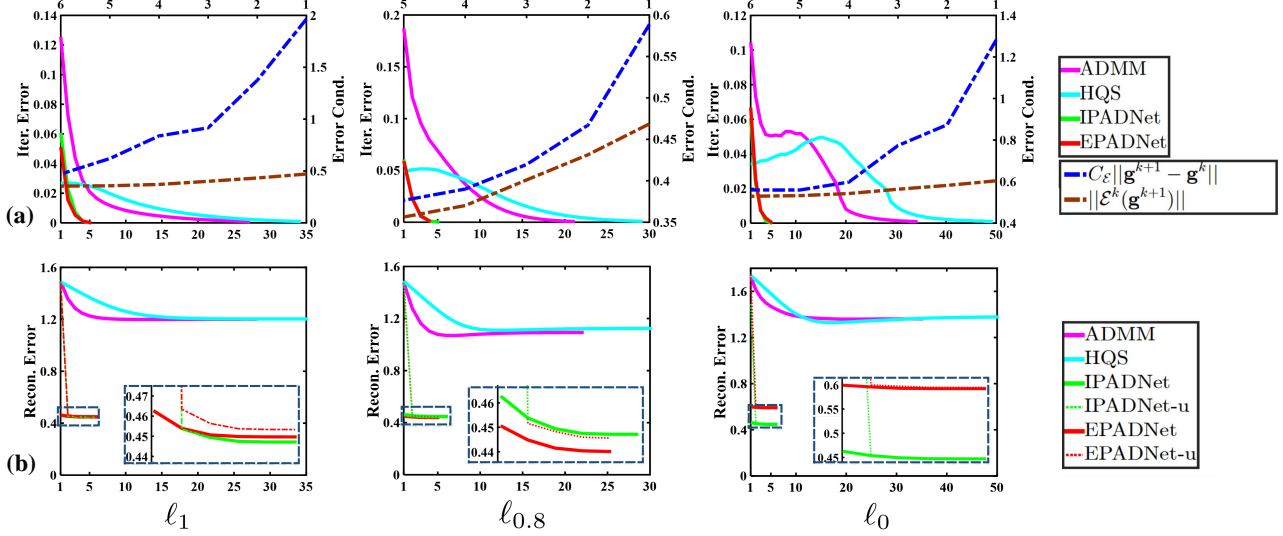 6 5 4 3 2 1
0.14 0.12 0.1 0.08 0.06 0.04 0.02 0
Iter. Error
2 1.5 1 0.5 0
Error Cond.
1 5 10 15 20 25 30 35
5 4 3 2 1
0.2 0.15 0.1 0.05 0
Iter. Error
0.6 0.55 0.5 0.45 0.4 0.35
Error Cond.
1 5 10 15 20 25 30
6 5 4 3 2 1
0.12 0.1 0.08 0.06 0.04 0.02 0
Iter. Error
1.4 1.2 1 0.8 0.6 0.4
Error Cond.
1 10 20 30 40 50
(a)
ADMM
HQS
IPADNet
EPADNet
C_ℰ||g^{k+1} − g^k||
||ℰ^k(g^{k+1})||
1.6 1.2 0.8 0.4 0
Recon. Error
0.47 0.46 0.45 0.44
1 5 10 15 20 25 30 35
ℓ₁
1.6 1.2 0.8 0.4 0
Recon. Error
0.46 0.45 0.44
1 5 10 15 20 25 30
ℓ₀.₈
1.6 1.2 0.8 0.4 0
Recon. Error
0.6 0.55 0.5 0.45
1 5 10 20 30 40 50
ℓ₀
(b)
ADMM
HQS
IPADNet
IPADNet-u
EPADNet
EPADNet-u